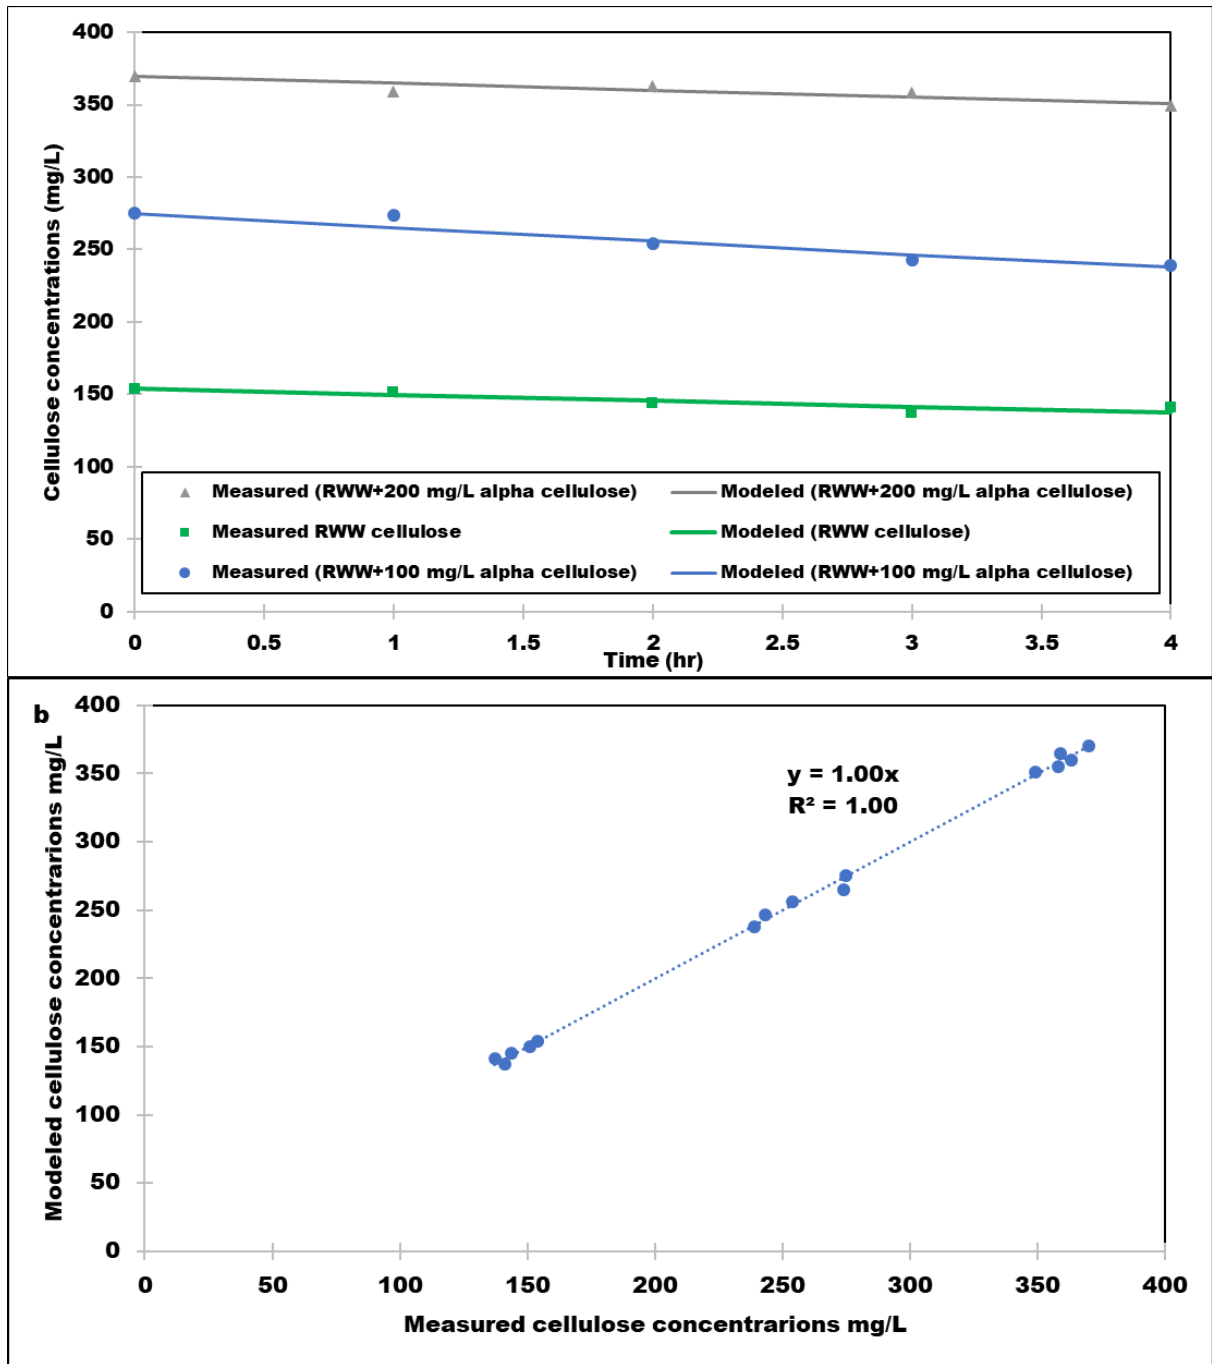 400
350
300
250
200
150
100
50
0
Cellulose concentrations (mg/L)
Measured (RWW+200 mg/L alpha cellulose) Modeled (RWW+200 mg/L alpha cellulose)
Measured RWW cellulose Modeled (RWW cellulose)
Measured (RWW+100 mg/L alpha cellulose) Modeled (RWW+100 mg/L alpha cellulose)
0 0.5 1 1.5 2 2.5 3 3.5 4
Time (hr)
b
400
350
300
250
200
150
100
50
0
Modeled cellulose concentrarions mg/L
y = 1.00x
R² = 1.00
0 50 100 150 200 250 300 350 400
Measured cellulose concentrarions mg/L